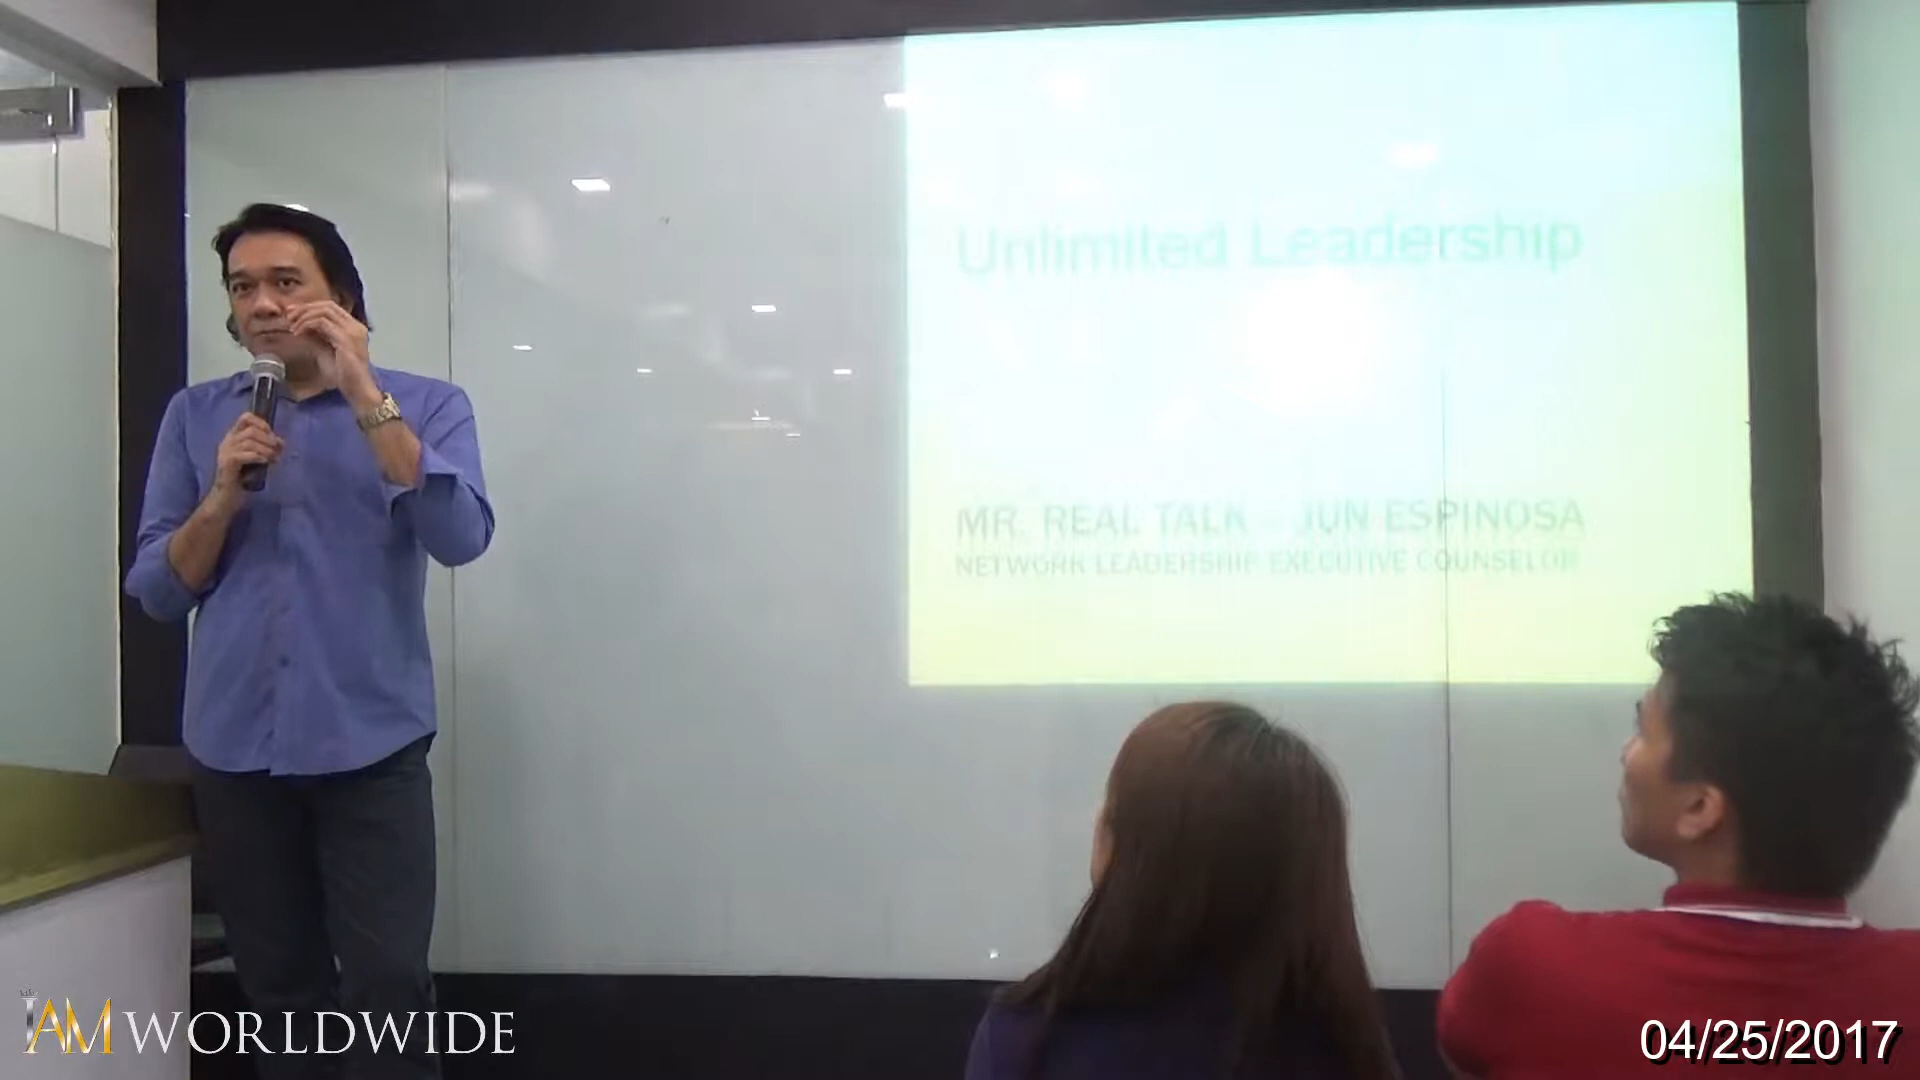 Unlimited Leadership
MR. REAL TALK - JUN ESPINOSA
NETWORK LEADERSHIP EXECUTIVE COUNSELOR
IAM WORLDWIDE
04/25/2017